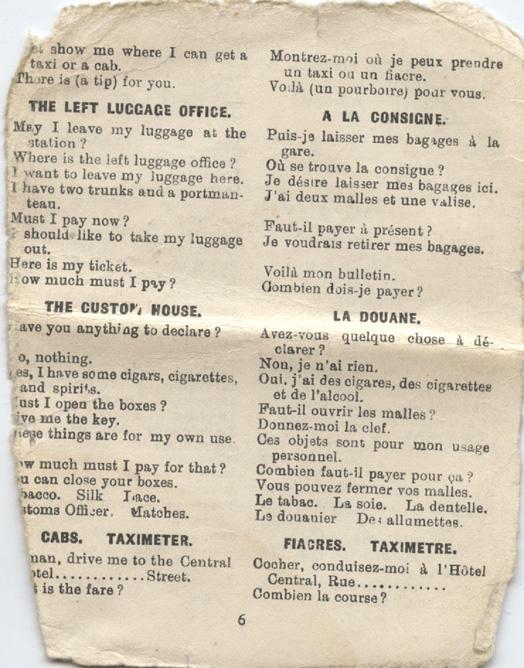 st show me where I can get a
taxi or a cab.
There is (a tip) for you.
THE LEFT LUGGAGE OFFICE.
May I leave my luggage at the
station ?
Where is the left luggage office ?
I want to leave my luggage here.
I have two trunks and a portman-
teau.
Must I pay now?
I should like to take my luggage
out.
Here is my ticket.
How much must I pay ?
THE CUSTOM HOUSE.
ave you anything to declare ?
o, nothing.
es, I have some cigars, cigarettes,
and spirits.
ust I open the boxes ?
ive me the key.
hese things are for my own use.
ow much must I pay for that ?
u can close your boxes.
bacco. Silk Lace.
stoms Officer. Matches.
CABS. TAXIMETER.
man, drive me to the Central
otel............Street.
t is the fare ?
Montrez-moi où je peux prendre
un taxi ou un fiacre.
Voilà (un pourboire) pour vous.
A LA CONSIGNE.
Puis-je laisser mes bagages à la
gare.
Où se trouve la consigne ?
Je désire laisser mes bagages ici.
J'ai deux malles et une valise.
Faut-il payer à présent ?
Je voudrais retirer mes bagages.
Voilà mon bulletin.
Combien dois-je payer ?
LA DOUANE.
Avez-vous quelque chose à dé-
clarer ?
Non, je n'ai rien.
Oui, j'ai des cigares, des cigarettes
et de l'alcool.
Faut-il ouvrir les malles ?
Donnez-moi la clef.
Ces objets sont pour mon usage
personnel.
Combien faut-il payer pour ça ?
Vous pouvez fermer vos malles.
Le tabac. La soie. La dentelle.
Le douanier Des allumettes.
FIACRES. TAXIMETRE.
Cocher, conduisez-moi à l'Hôtel
Central, Rue............
Combien la course ?
6